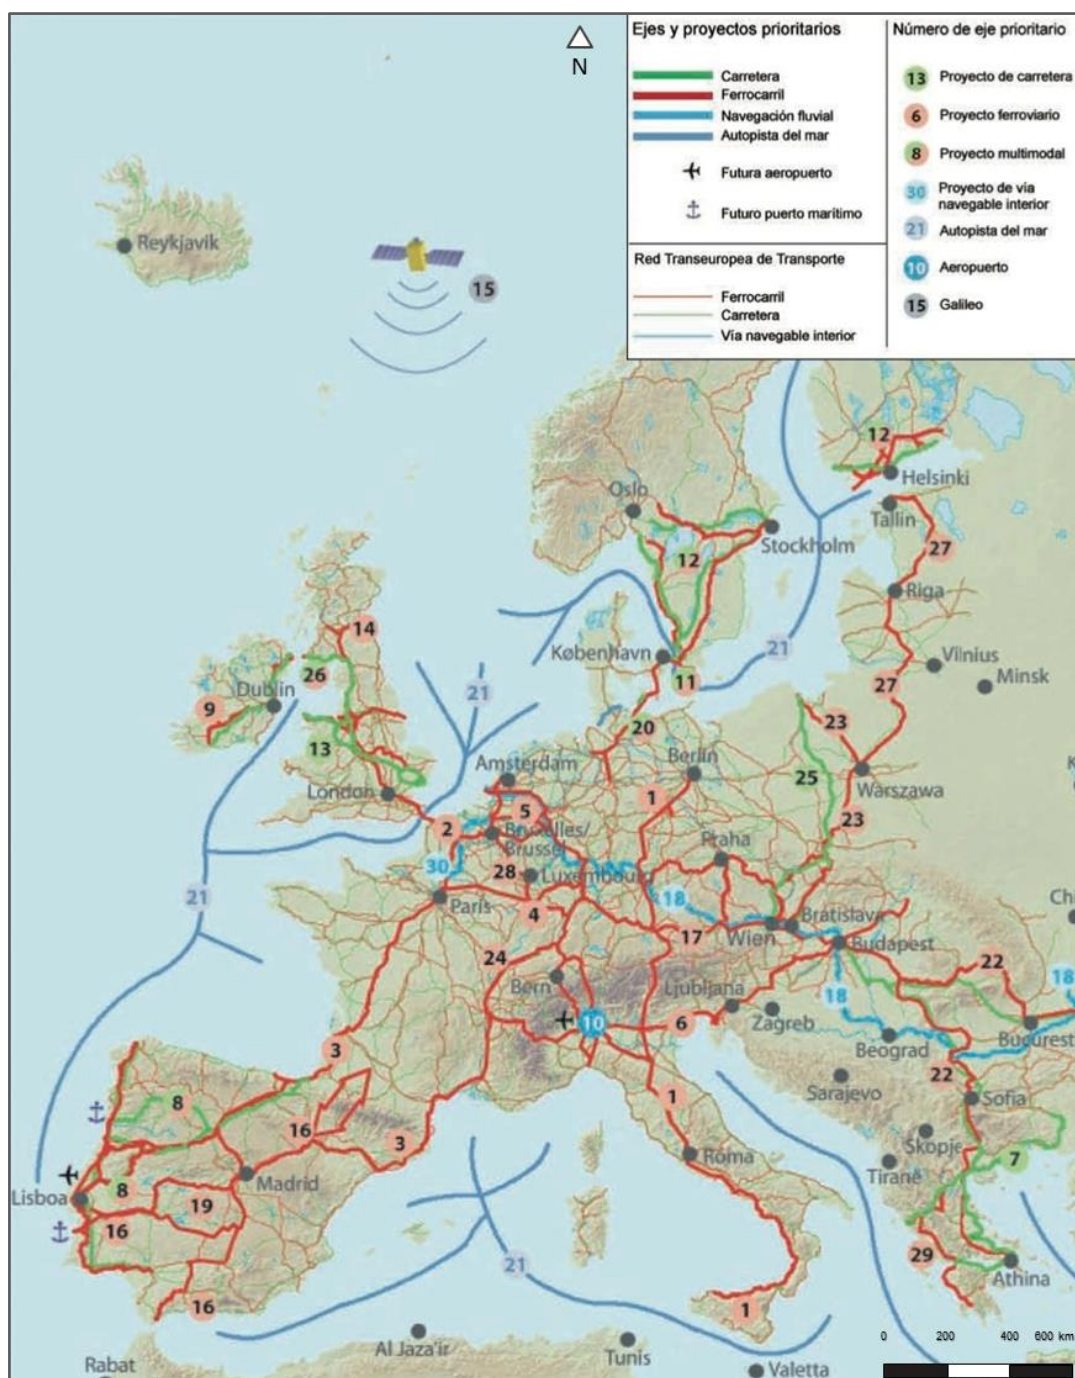 Ejes y proyectos prioritarios
Carretera
Ferrocarril
Navegación fluvial
Autopista del mar
Futura aeropuerto
Futuro puerto marítimo
Red Transeuropea de Transporte
Ferrocarril
Carretera
Vía navegable interior
Número de eje prioritario
13 Proyecto de carretera
6 Proyecto ferroviario
8 Proyecto multimodal
30 Proyecto de vía
navegable interior
21 Autopista del mar
10 Aeropuerto
15 Galileo
N
Reykjavik
15
12
Helsinki
Oslo
Tallin
Stockholm
27
12
Riga
14
21
København
Vilnius
26
11
27
Minsk
9
Dublin
21
23
20
13
Amsterdam
Berlín
25
Warszawa
London
1
5
2
Bruxelles/
Brussel
23
Praha
30
28
Luxembourg
21
París
18
4
Bratislava
Wien
17
Budapest
24
22
Bern
Ljubljana
18
18
10
6
Zagreb
Bucuresti
Beograd
3
22
Sarajevo
1
Sofia
8
16
3
Skopje
7
Roma
Tirane
Madrid
8
Lisboa
19
16
29
21
Athina
16
1
Al Jaza'ir
Tunis
Rabat
Valetta
0 200 400 600 km